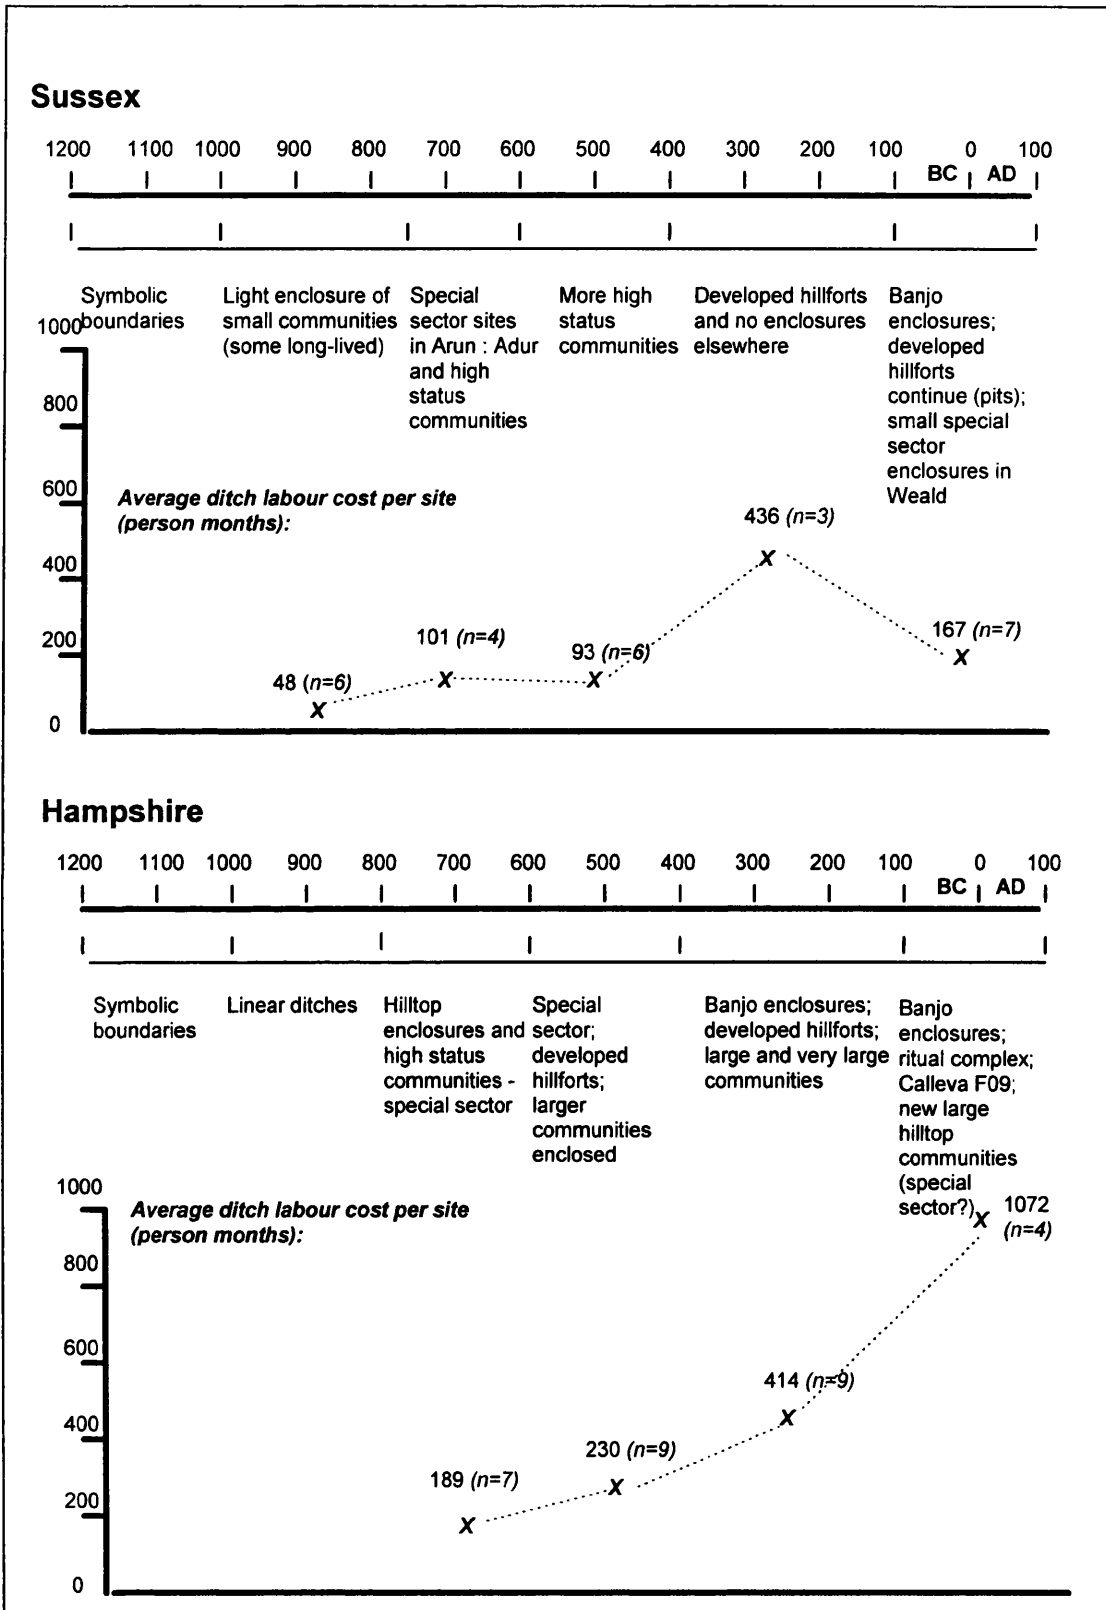 Sussex
1200 1100 1000 900 800 700 600 500 400 300 200 100 0 100
BC AD
Symbolic
boundaries
Light enclosure of
small communities
(some long-lived)
Special
sector sites
in Arun : Adur
and high
status
communities
More high
status
communities
Developed hillforts
and no enclosures
elsewhere
Banjo
enclosures;
developed
hillforts
continue (pits);
small special
sector
enclosures in
Weald
1000
800
600
400
200
0
Average ditch labour cost per site
(person months):
48 (n=6)
101 (n=4)
93 (n=6)
436 (n=3)
167 (n=7)
Hampshire
1200 1100 1000 900 800 700 600 500 400 300 200 100 0 100
BC AD
Symbolic
boundaries
Linear ditches
Hilltop
enclosures and
high status
communities -
special sector
Special
sector;
developed
hillforts;
larger
communities
enclosed
Banjo enclosures;
developed hillforts;
large and very large
communities
Banjo
enclosures;
ritual complex;
Calleva F09;
new large
hilltop
communities
(special
sector?)
1000
800
600
400
200
0
Average ditch labour cost per site
(person months):
189 (n=7)
230 (n=9)
414 (n=9)
1072
(n=4)